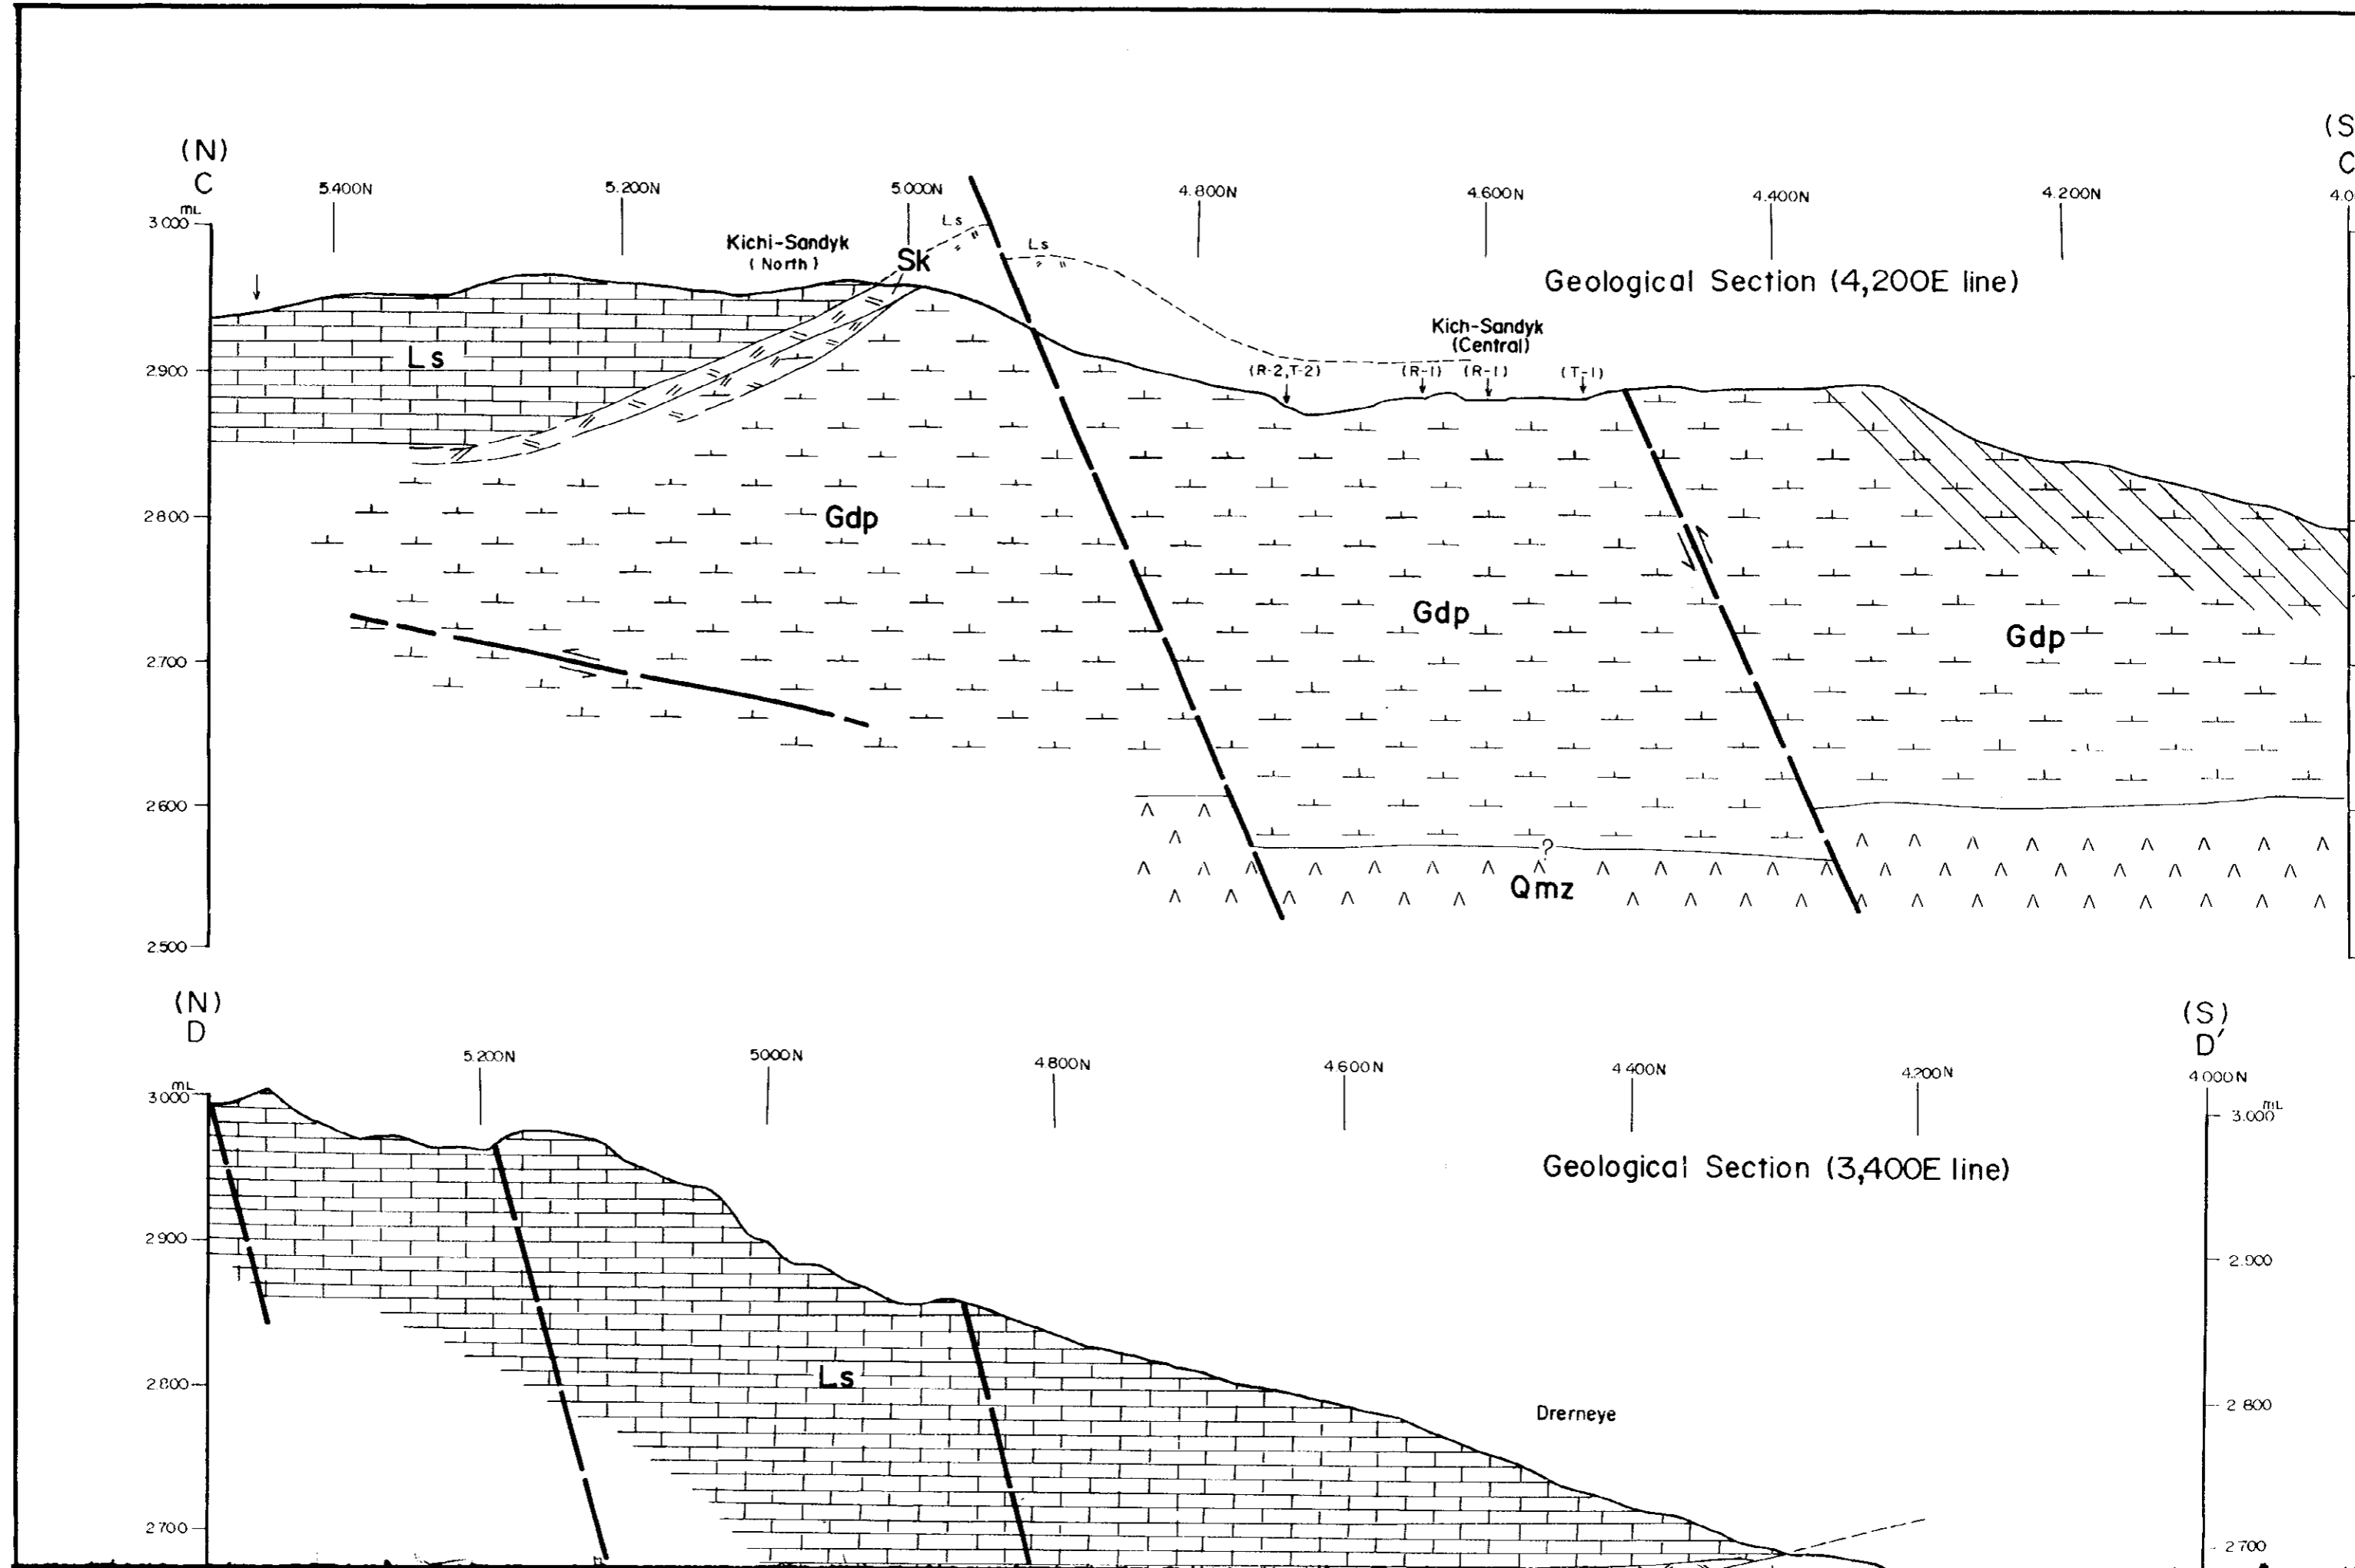 (N)
C
(S
C
5.400N
5.200N
5.000N
4.800N
4.600N
4.400N
4.200N
4.0
mL
3 000
2 900
2 800
2 700
2 600
2 500
Kichi-Sandyk
(North)
Sk
Ls
Ls
Geological Section (4,200E line)
Kich-Sandyk
(Central)
(R-2,T-2)
(R-1)
(R-1)
(T-1)
Ls
Gdp
Gdp
Gdp
?
Qmz
(N)
D
(S)
D′
5.200N
5000N
4.800N
4.600N
4 400N
4.200N
4 000N
mL
3 000
2 900
2 800
2 700
3.000mL
2.900
2 800
2 700
Geological Section (3,400E line)
Ls
Drerneye